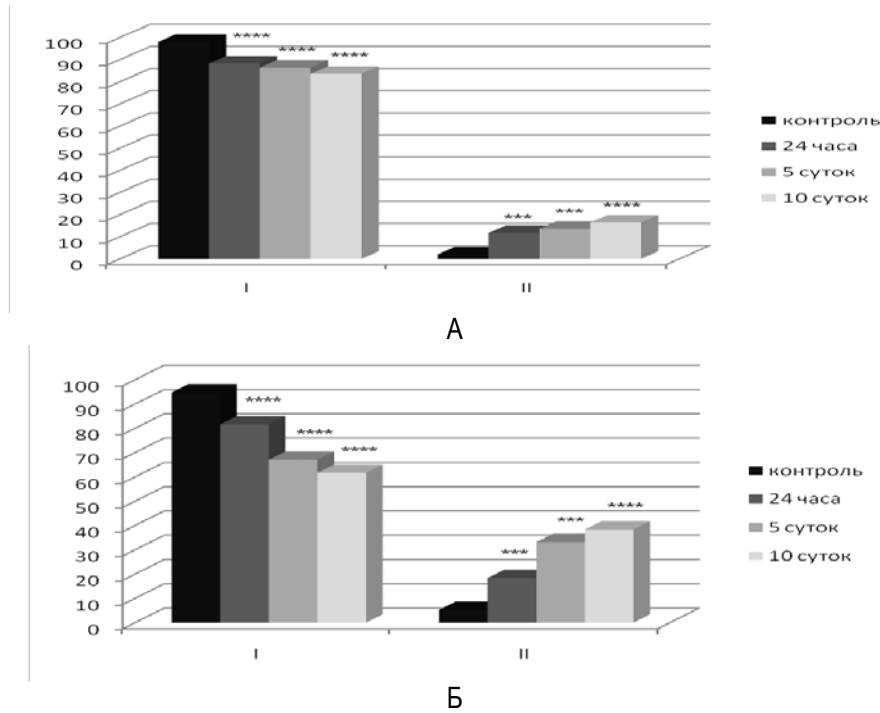 100
90
80
70
60
50
40
30
20
10
0
**** **** ****
*** *** ****
I II
контроль
24 часа
5 суток
10 суток
А
100
90
80
70
60
50
40
30
20
10
0
**** **** ****
*** *** ****
I II
контроль
24 часа
5 суток
10 суток
Б